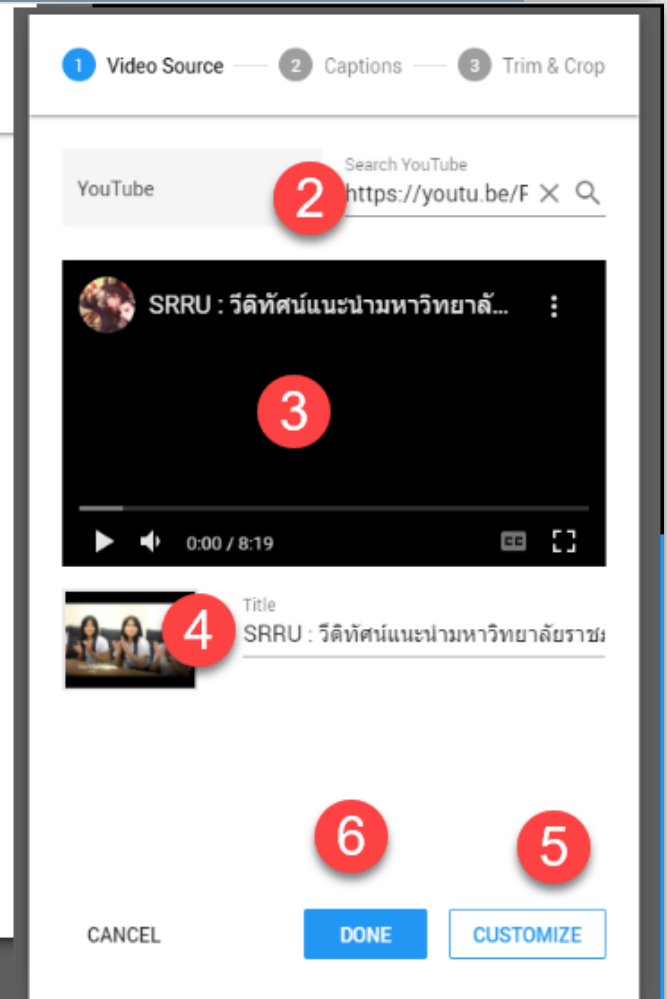 1 Video Source 2 Captions 3 Trim & Crop
Search YouTube
YouTube 2 https://youtu.be/F
SRRU : วีดิทัศน์แนะนำมหาวิทยาลั...
3
0:00 / 8:19 CC
Title
4 SRRU : วีดิทัศน์แนะนำมหาวิทยาลัยราชภ
6 5
CANCEL DONE CUSTOMIZE